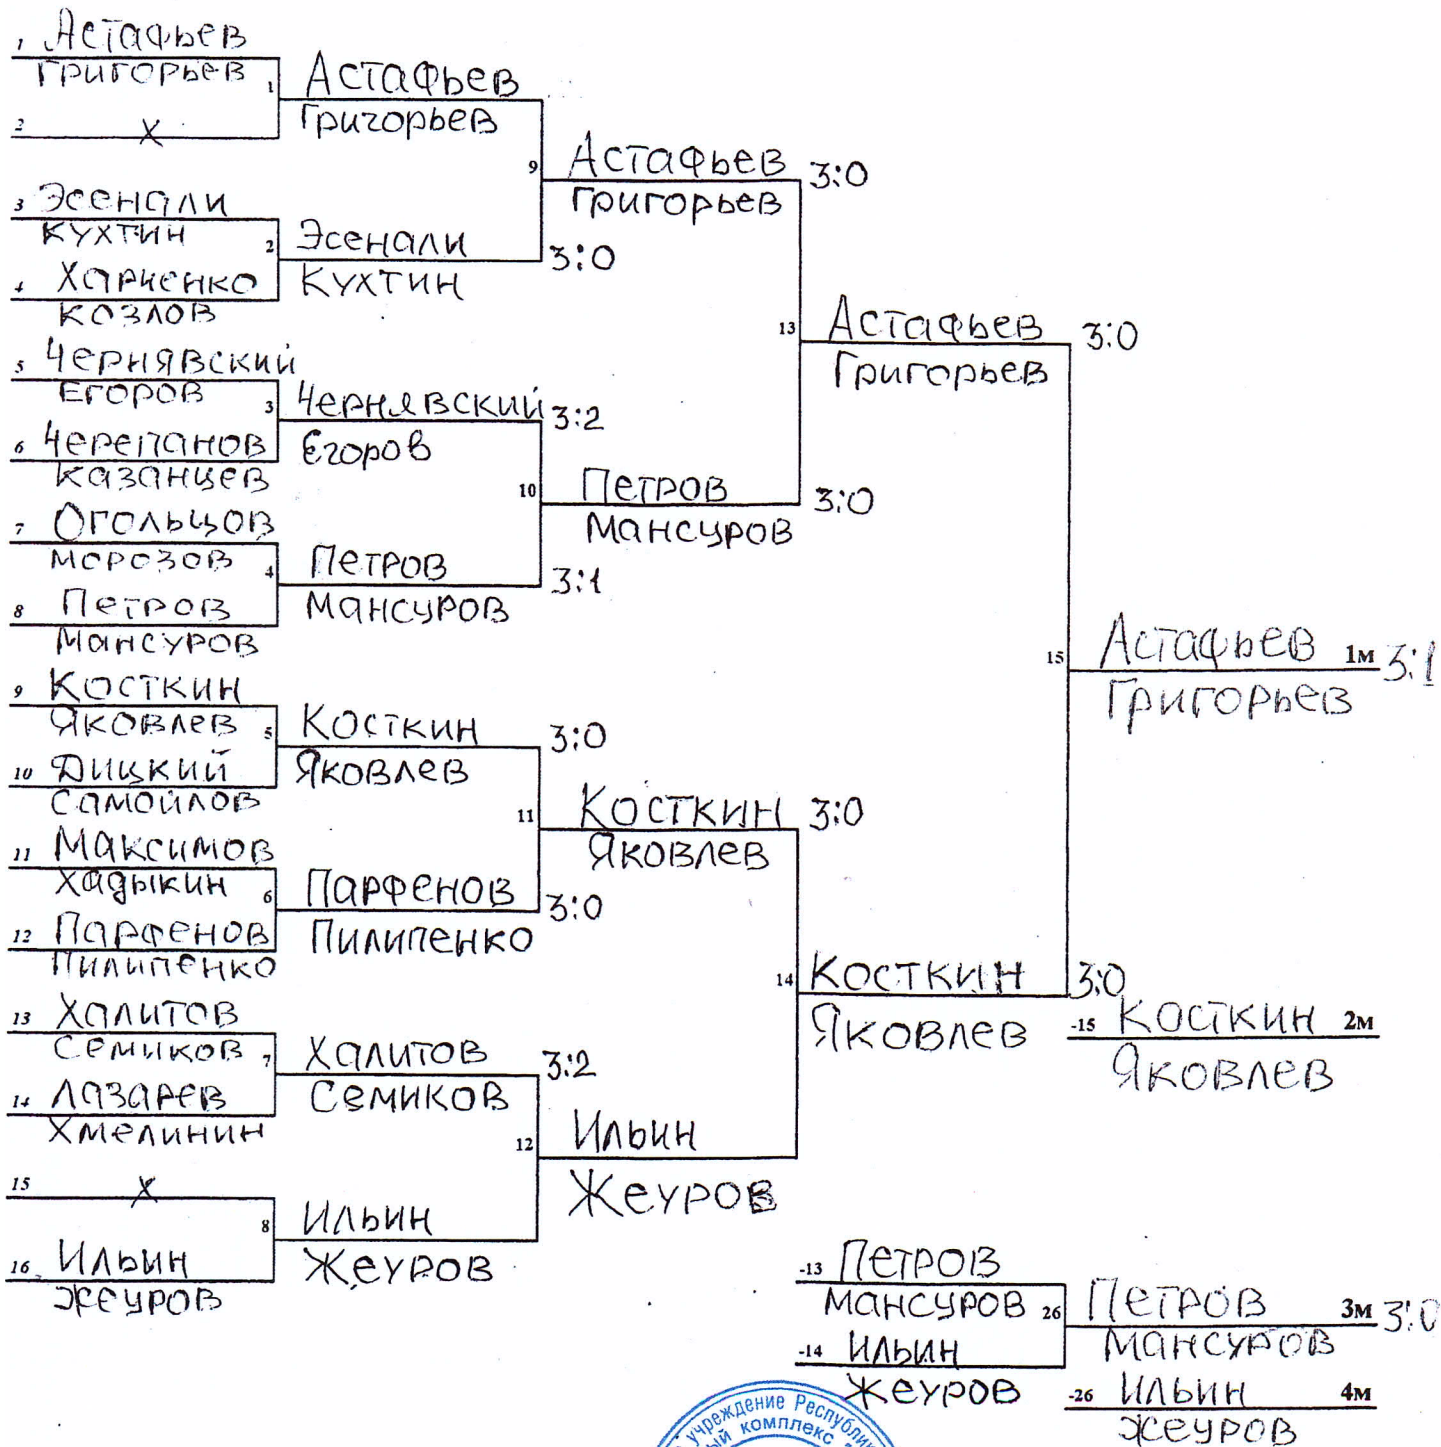 1 Астафьев
Григорьев
1 Астафьев
Григорьев
2 X
9 Астафьев 3:0
Григорьев
3 Эсенали
Кухтин
2 Эсенали 3:0
Кухтин
4 Харченко
Козлов
13 Астафьев 3:0
Григорьев
5 Чернявский
Егоров
3 Чернявский 3:2
Егоров
6 Черепанов
Казанцев
10 Петров 3:0
Мансуров
7 Огольцов
Морозов
4 Петров 3:1
Мансуров
8 Петров
Мансуров
15 Астафьев 1м 3:1
Григорьев
9 Косткин
Яковлев
5 Косткин 3:0
Яковлев
10 Дицкий
Самойлов
11 Косткин 3:0
Яковлев
11 Максимов
Хадыкин
6 Парфенов 3:0
Пилипенко
12 Парфенов
Пилипенко
14 Косткин 3:0
Яковлев
-15 Косткин 2м
Яковлев
13 Халитов
Семиков
7 Халитов 3:2
Семиков
14 Лазарев
Хмелинин
12 Ильин
Жеуров
15 X
8 Ильин
Жеуров
16 Ильин
Жеуров
-13 Петров
Мансуров
26 Петров 3м 3:0
Мансуров
-14 Ильин
Жеуров
-26 Ильин 4м
Жеуров
учреждение Республики
комплекс